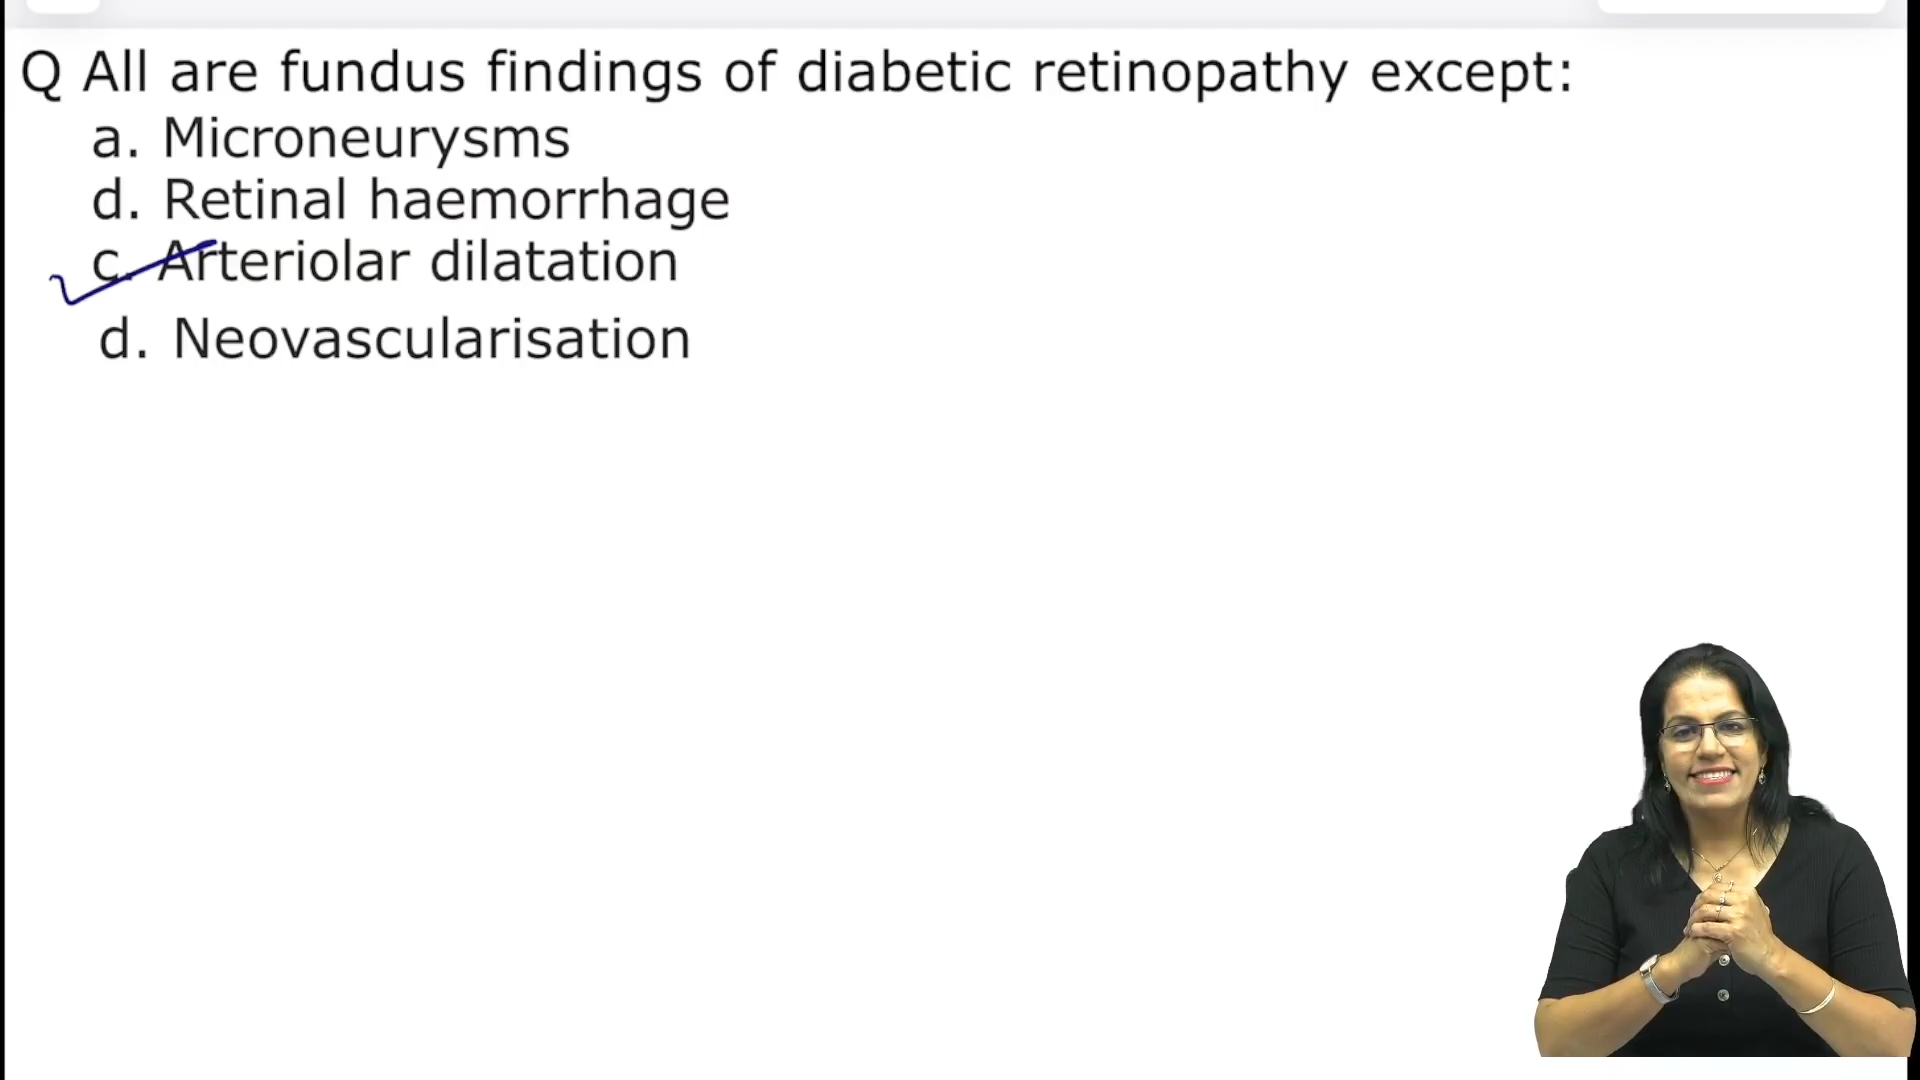 Q All are fundus findings of diabetic retinopathy except:
a. Microneurysms
d. Retinal haemorrhage
c. Arteriolar dilatation
d. Neovascularisation